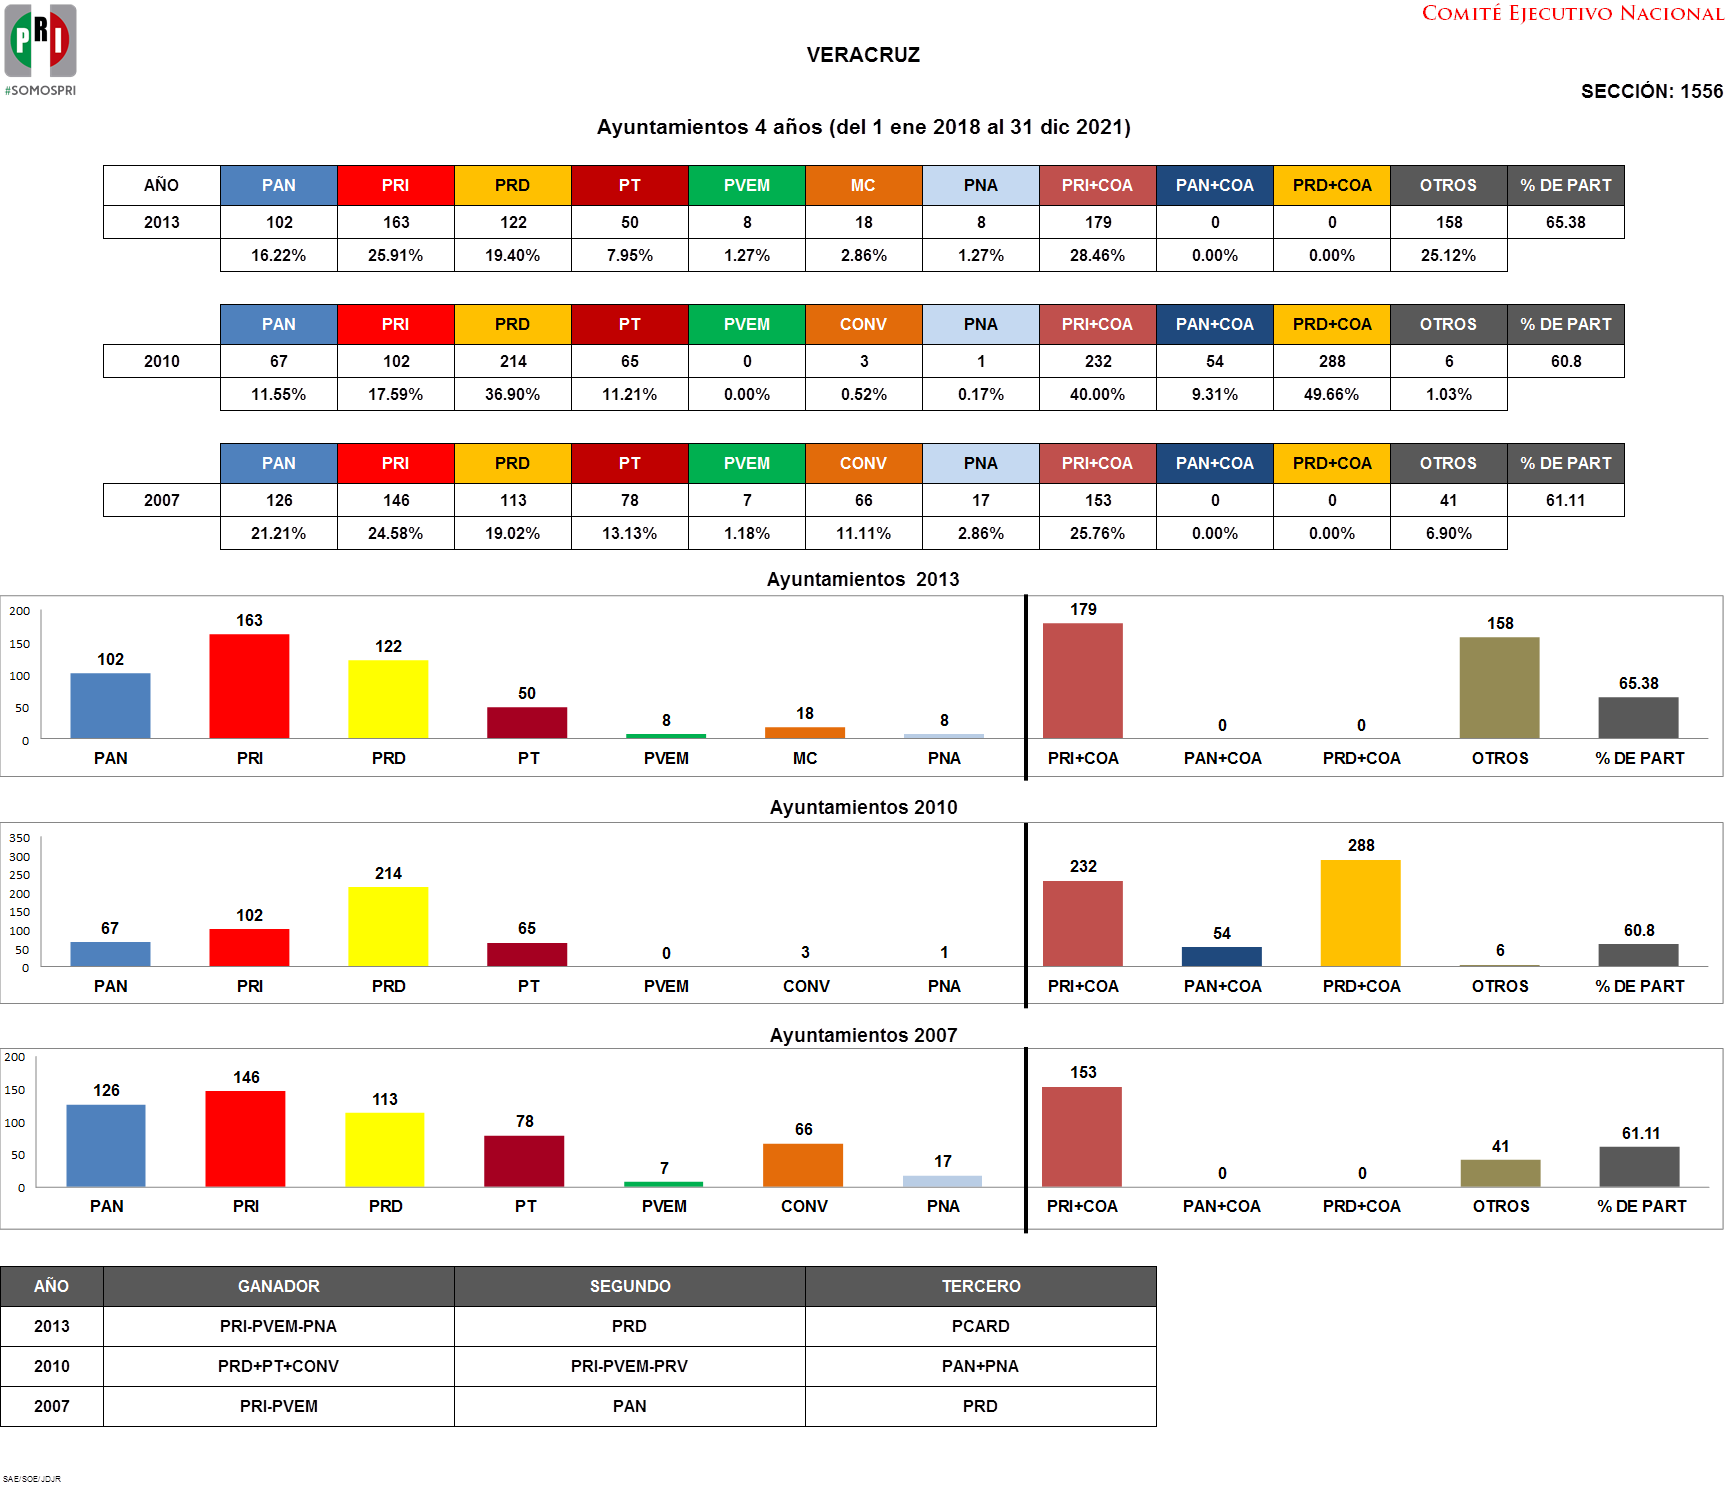 COMITÉ EJECUTIVO NACIONAL
PRI
#SOMOSPRI
VERACRUZ
SECCIÓN: 1556
Ayuntamientos 4 años (del 1 ene 2018 al 31 dic 2021)
AÑO PAN PRI PRD PT PVEM MC PNA PRI+COA PAN+COA PRD+COA OTROS % DE PART
2013 102 163 122 50 8 18 8 179 0 0 158 65.38
16.22% 25.91% 19.40% 7.95% 1.27% 2.86% 1.27% 28.46% 0.00% 0.00% 25.12%
PAN PRI PRD PT PVEM CONV PNA PRI+COA PAN+COA PRD+COA OTROS % DE PART
2010 67 102 214 65 0 3 1 232 54 288 6 60.8
11.55% 17.59% 36.90% 11.21% 0.00% 0.52% 0.17% 40.00% 9.31% 49.66% 1.03%
PAN PRI PRD PT PVEM CONV PNA PRI+COA PAN+COA PRD+COA OTROS % DE PART
2007 126 146 113 78 7 66 17 153 0 0 41 61.11
21.21% 24.58% 19.02% 13.13% 1.18% 11.11% 2.86% 25.76% 0.00% 0.00% 6.90%
Ayuntamientos 2013
200
150
100
50
0
102 163 122 50 8 18 8 179 0 0 158 65.38
PAN PRI PRD PT PVEM MC PNA PRI+COA PAN+COA PRD+COA OTROS % DE PART
Ayuntamientos 2010
350
300
250
200
150
100
50
0
67 102 214 65 0 3 1 232 54 288 6 60.8
PAN PRI PRD PT PVEM CONV PNA PRI+COA PAN+COA PRD+COA OTROS % DE PART
Ayuntamientos 2007
200
150
100
50
0
126 146 113 78 7 66 17 153 0 0 41 61.11
PAN PRI PRD PT PVEM CONV PNA PRI+COA PAN+COA PRD+COA OTROS % DE PART
AÑO GANADOR SEGUNDO TERCERO
2013 PRI-PVEM-PNA PRD PCARD
2010 PRD+PT+CONV PRI-PVEM-PRV PAN+PNA
2007 PRI-PVEM PAN PRD
SAE/SOE/JDJR